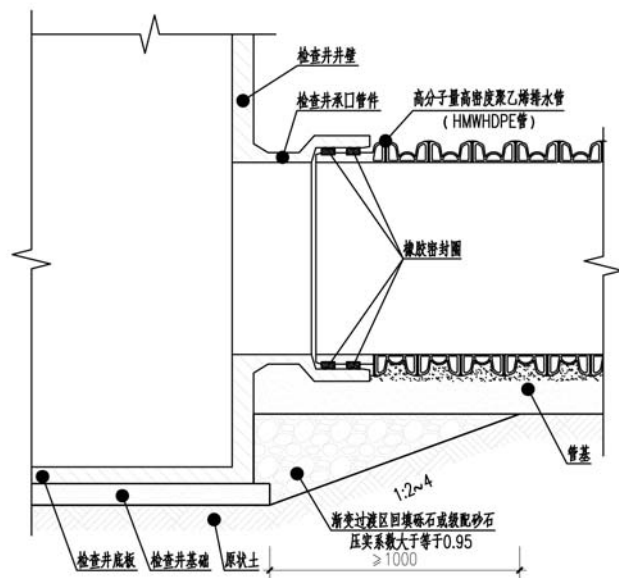 检查井井壁
检查井承口管件
高分子量高密度聚乙烯排水管
(HMWHDPE管)
橡胶密封圈
管基
1:2~4
渐变过渡区回填砾石或级配砂石
压实系数大于等于0.95
≥1000
检查井底板
检查井基础
原状土